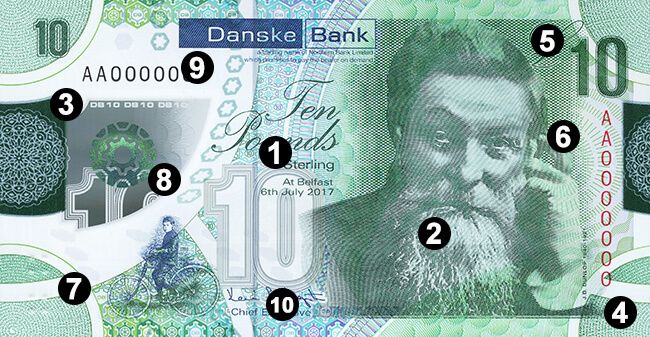 10
Danske Bank
a trading name of Northern Bank Limited
which promises to pay the bearer on demand
AA000000
9
5
10
3
DB10 DB10 DB10
Ten
Pounds
Sterling
1
6
AA000000
8
At Belfast
6th July 2017
10
10
2
J.B. DUNLOP
7
10
Chief
4